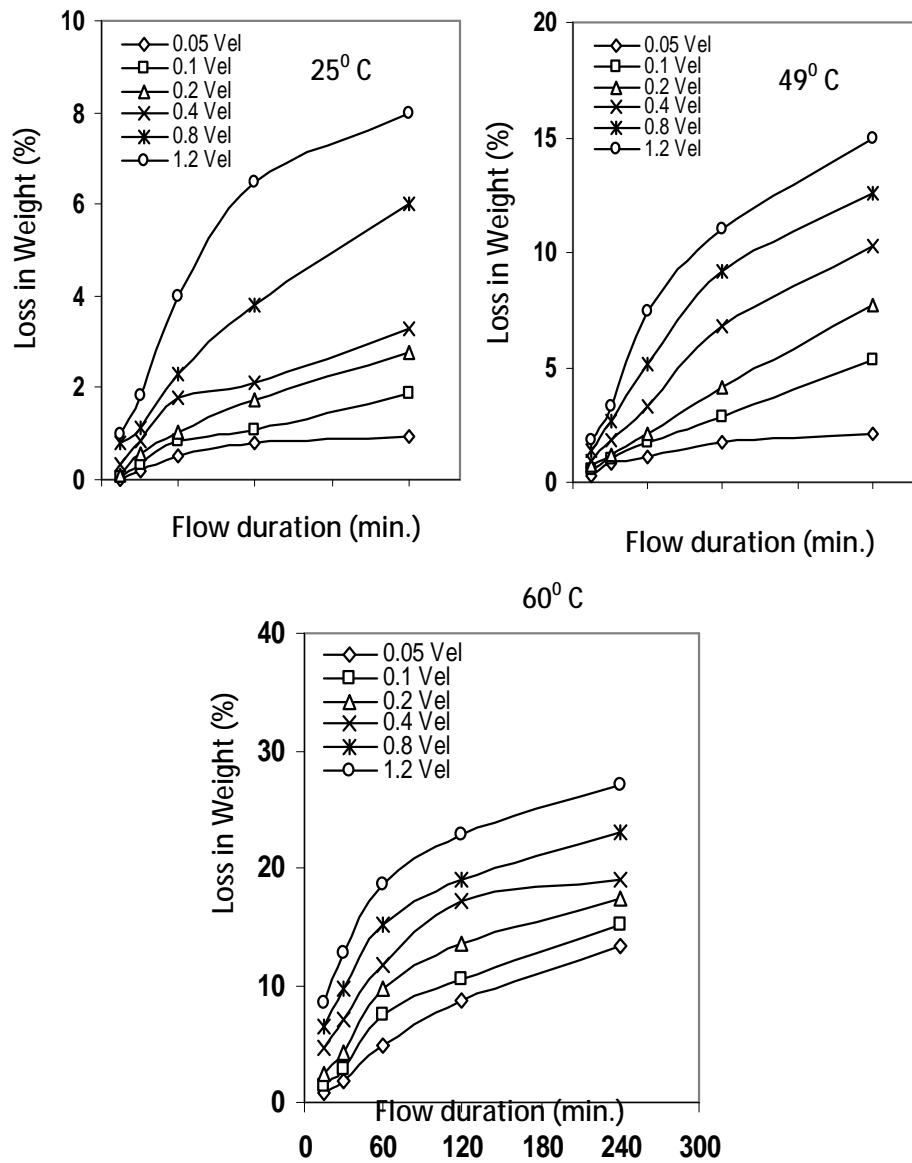 10
8
6
4
2
0
Loss in Weight (%)
0.05 Vel
0.1 Vel
0.2 Vel
0.4 Vel
0.8 Vel
1.2 Vel
25⁰ C
Flow duration (min.)
20
15
10
5
0
Loss in Weight (%)
0.05 Vel
0.1 Vel
0.2 Vel
0.4 Vel
0.8 Vel
1.2 Vel
49⁰ C
Flow duration (min.)
60⁰ C
40
30
20
10
0
Loss in Weight (%)
0.05 Vel
0.1 Vel
0.2 Vel
0.4 Vel
0.8 Vel
1.2 Vel
Flow duration (min.)
0 60 120 180 240 300